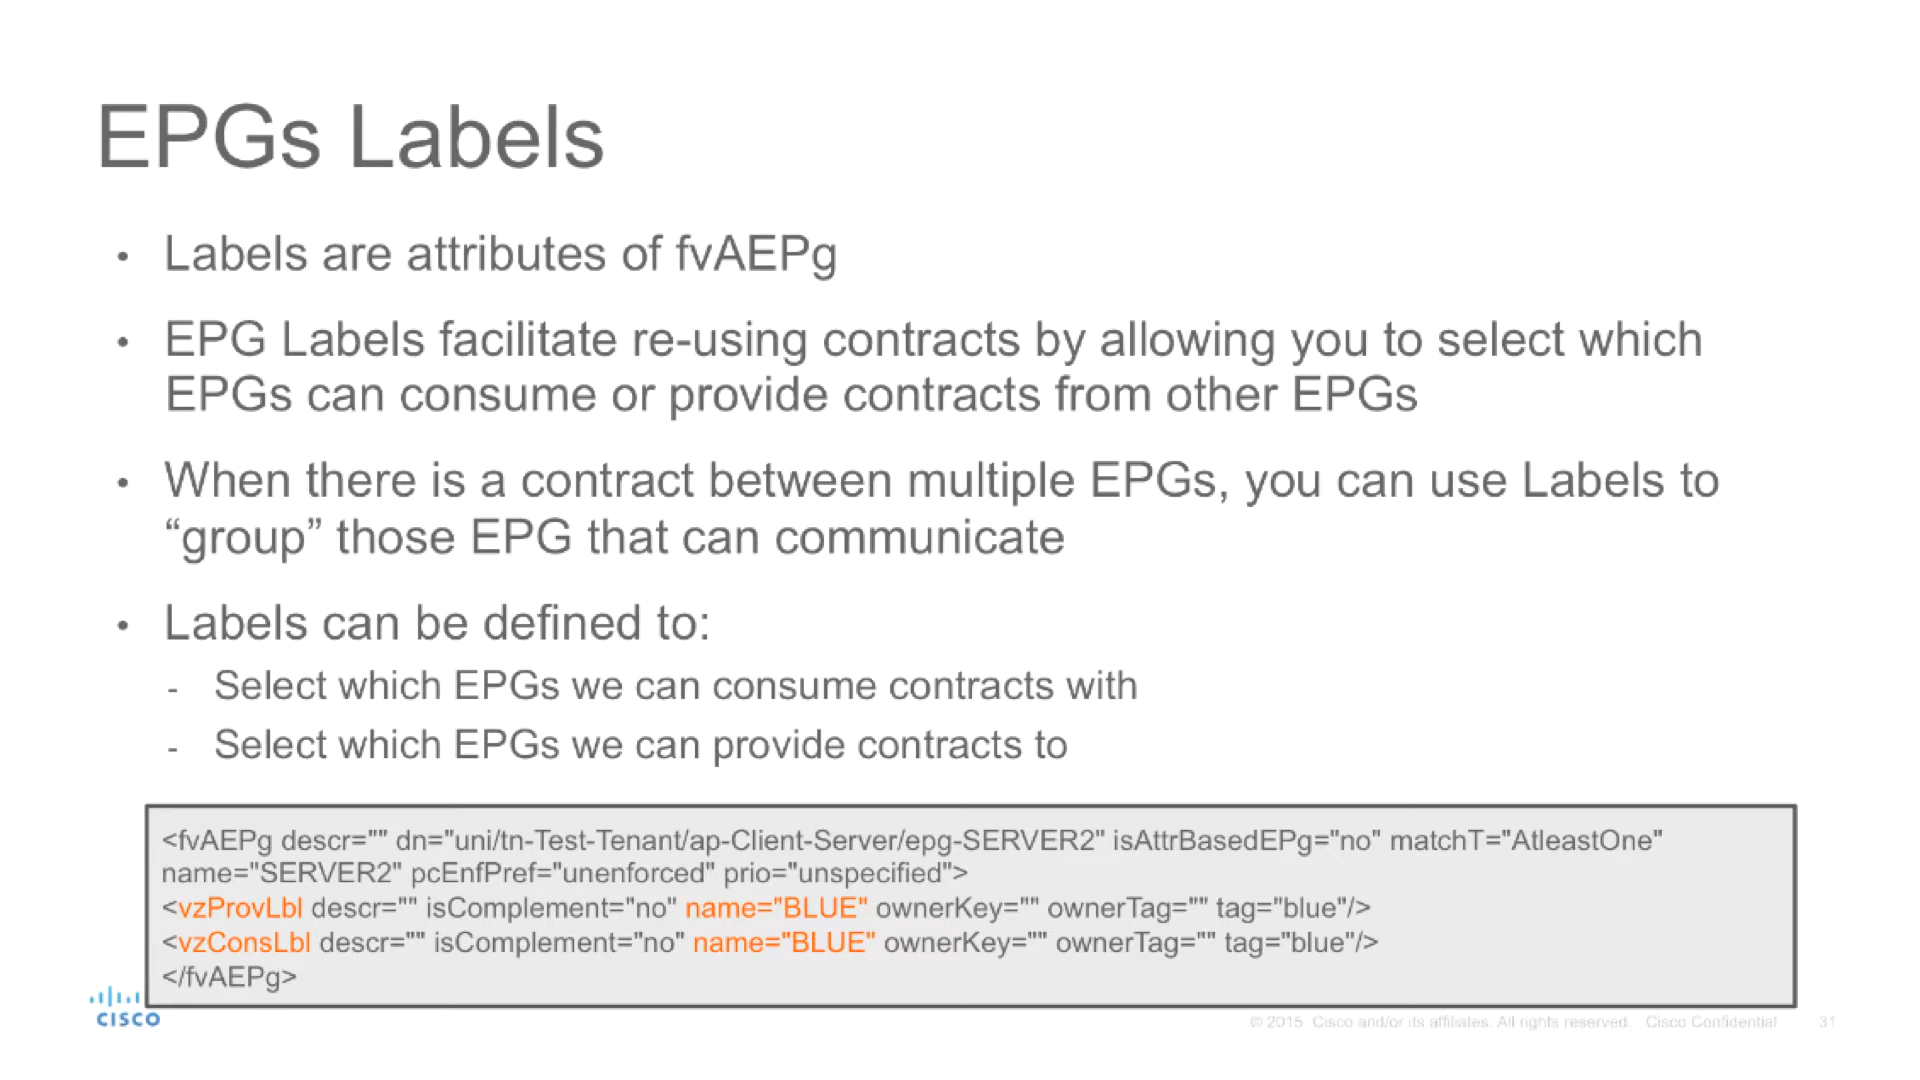 EPGs Labels
• Labels are attributes of fvAEPg
• EPG Labels facilitate re-using contracts by allowing you to select which
EPGs can consume or provide contracts from other EPGs
• When there is a contract between multiple EPGs, you can use Labels to
“group” those EPG that can communicate
• Labels can be defined to:
- Select which EPGs we can consume contracts with
- Select which EPGs we can provide contracts to
<fvAEPg descr="" dn="uni/tn-Test-Tenant/ap-Client-Server/epg-SERVER2" isAttrBasedEPg="no" matchT="AtleastOne"
name="SERVER2" pcEnfPref="unenforced" prio="unspecified">
<vzProvLbl descr="" isComplement="no" name="BLUE" ownerKey="" ownerTag="" tag="blue"/>
<vzConsLbl descr="" isComplement="no" name="BLUE" ownerKey="" ownerTag="" tag="blue"/>
</fvAEPg>
CISCO
© 2015 Cisco and/or its affiliates. All rights reserved. Cisco Confidential 31